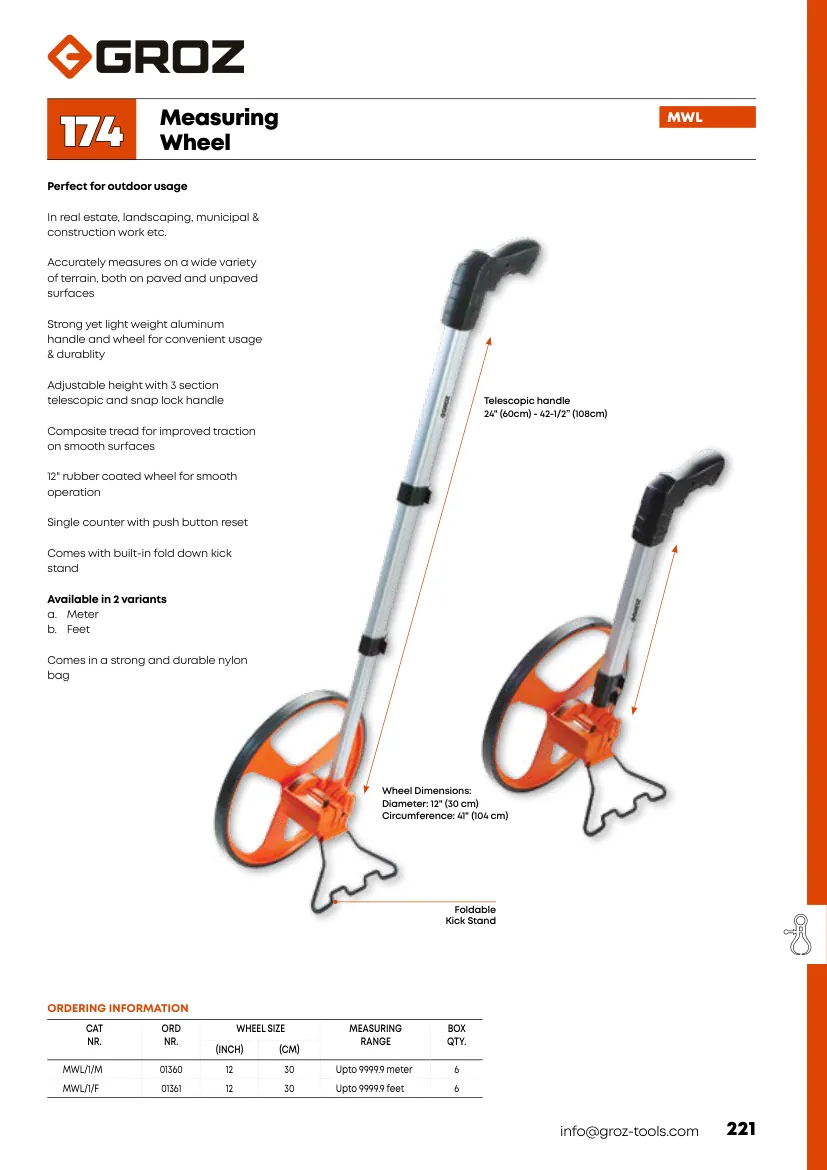 GROZ
174
Measuring
Wheel
MWL
Perfect for outdoor usage
In real estate, landscaping, municipal &
construction work etc.
Accurately measures on a wide variety
of terrain, both on paved and unpaved
surfaces
Strong yet light weight aluminum
handle and wheel for convenient usage
& durablity
Adjustable height with 3 section
telescopic and snap lock handle
Composite tread for improved traction
on smooth surfaces
12" rubber coated wheel for smooth
operation
Single counter with push button reset
Comes with built-in fold down kick
stand
Available in 2 variants
a. Meter
b. Feet
Comes in a strong and durable nylon
bag
GROZ
Telescopic handle
24" (60cm) - 42-1/2" (108cm)
GROZ
Wheel Dimensions:
Diameter: 12" (30 cm)
Circumference: 41" (104 cm)
Foldable
Kick Stand
ORDERING INFORMATION
CAT NR. ORD NR. WHEEL SIZE MEASURING RANGE BOX QTY.
(INCH) (CM)
MWL/1/M 01360 12 30 Upto 9999.9 meter 6
MWL/1/F 01361 12 30 Upto 9999.9 feet 6
info@groz-tools.com 221